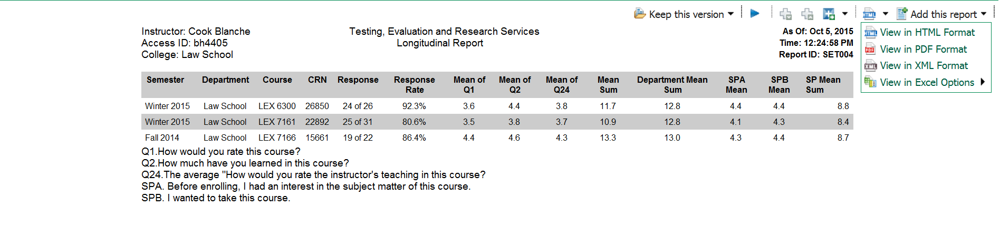 Keep this version
Add this report
View in HTML Format
View in PDF Format
View in XML Format
View in Excel Options
Instructor: Cook Blanche
Access ID: bh4405
College: Law School
Testing, Evaluation and Research Services
Longitudinal Report
As Of: Oct 5, 2015
Time: 12:24:58 PM
Report ID: SET004
Semester Department Course CRN Response Response Rate Mean of Q1 Mean of Q2 Mean of Q24 Mean Sum Department Mean Sum SPA Mean SPB Mean SP Mean Sum
Winter 2015 Law School LEX 6300 26850 24 of 26 92.3% 3.6 4.4 3.8 11.7 12.8 4.4 4.4 8.8
Winter 2015 Law School LEX 7161 22892 25 of 31 80.6% 3.5 3.8 3.7 10.9 12.8 4.1 4.3 8.4
Fall 2014 Law School LEX 7166 15661 19 of 22 86.4% 4.4 4.6 4.3 13.3 13.0 4.3 4.4 8.7
Q1.How would you rate this course?
Q2.How much have you learned in this course?
Q24.The average "How would you rate the instructor's teaching in this course?
SPA. Before enrolling, I had an interest in the subject matter of this course.
SPB. I wanted to take this course.